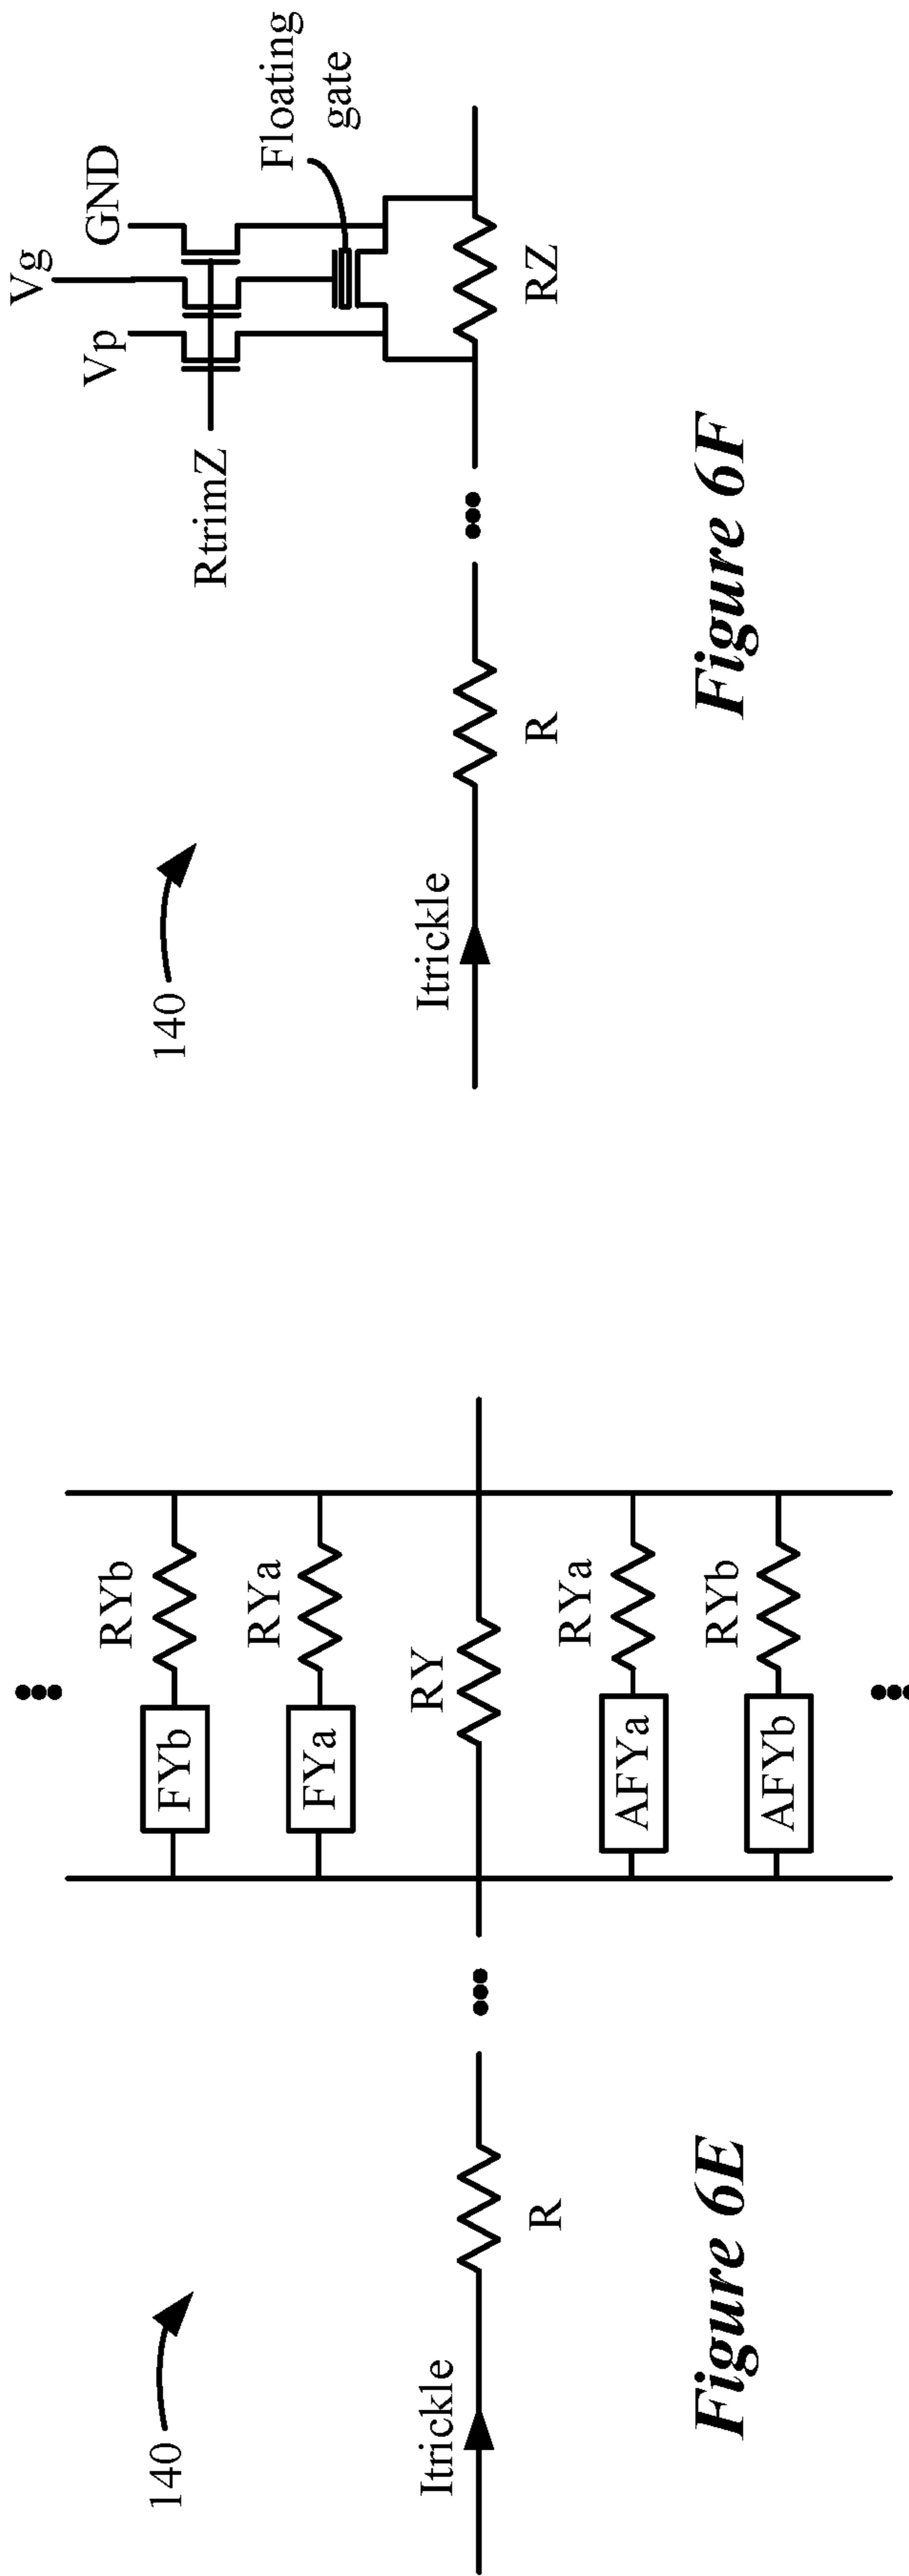 140
Itrickle
R
•••
•••
FYb
RYb
FYa
RYa
RY
AFYa
RYa
AFYb
RYb
•••
Figure 6E
140
Itrickle
R
•••
RtrimZ
Vp
Vg
GND
Floating
gate
RZ
Figure 6F